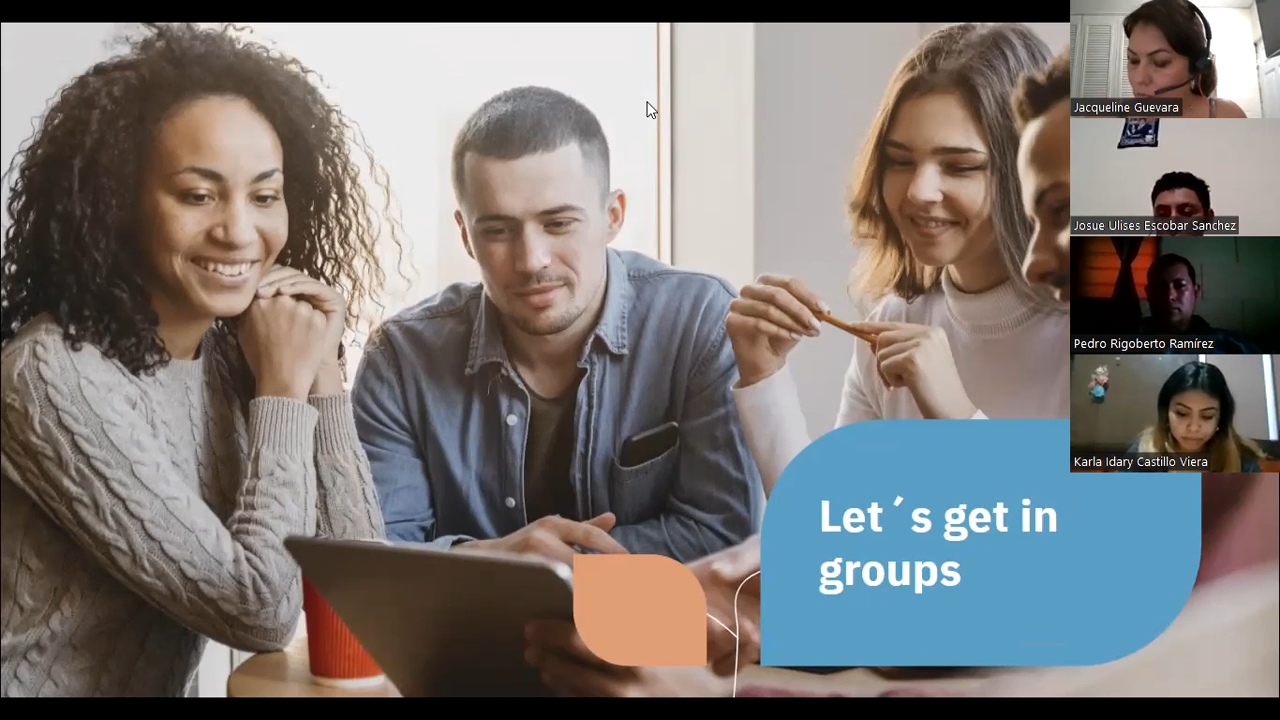 Jacqueline Guevara
Josue Ulises Escobar Sanchez
Pedro Rigoberto Ramírez
Karla Idary Castillo Viera
Let´s get in
groups